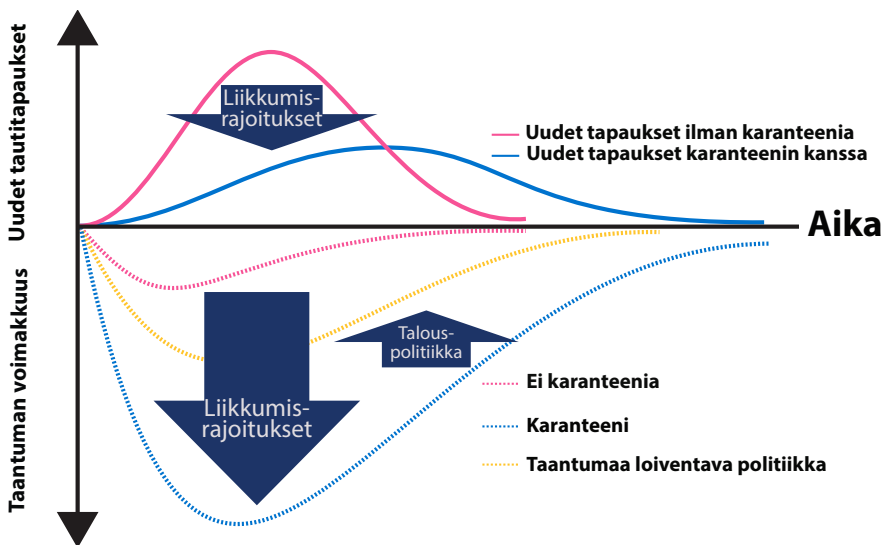 Uudet tautitapaukset
Liikkumis-
rajoitukset
Uudet tapaukset ilman karanteenia
Uudet tapaukset karanteenin kanssa
Aika
Taantuman voimakkuus
Talous-
politiikka
Liikkumis-
rajoitukset
Ei karanteenia
Karanteeni
Taantumaa loiventava politiikka